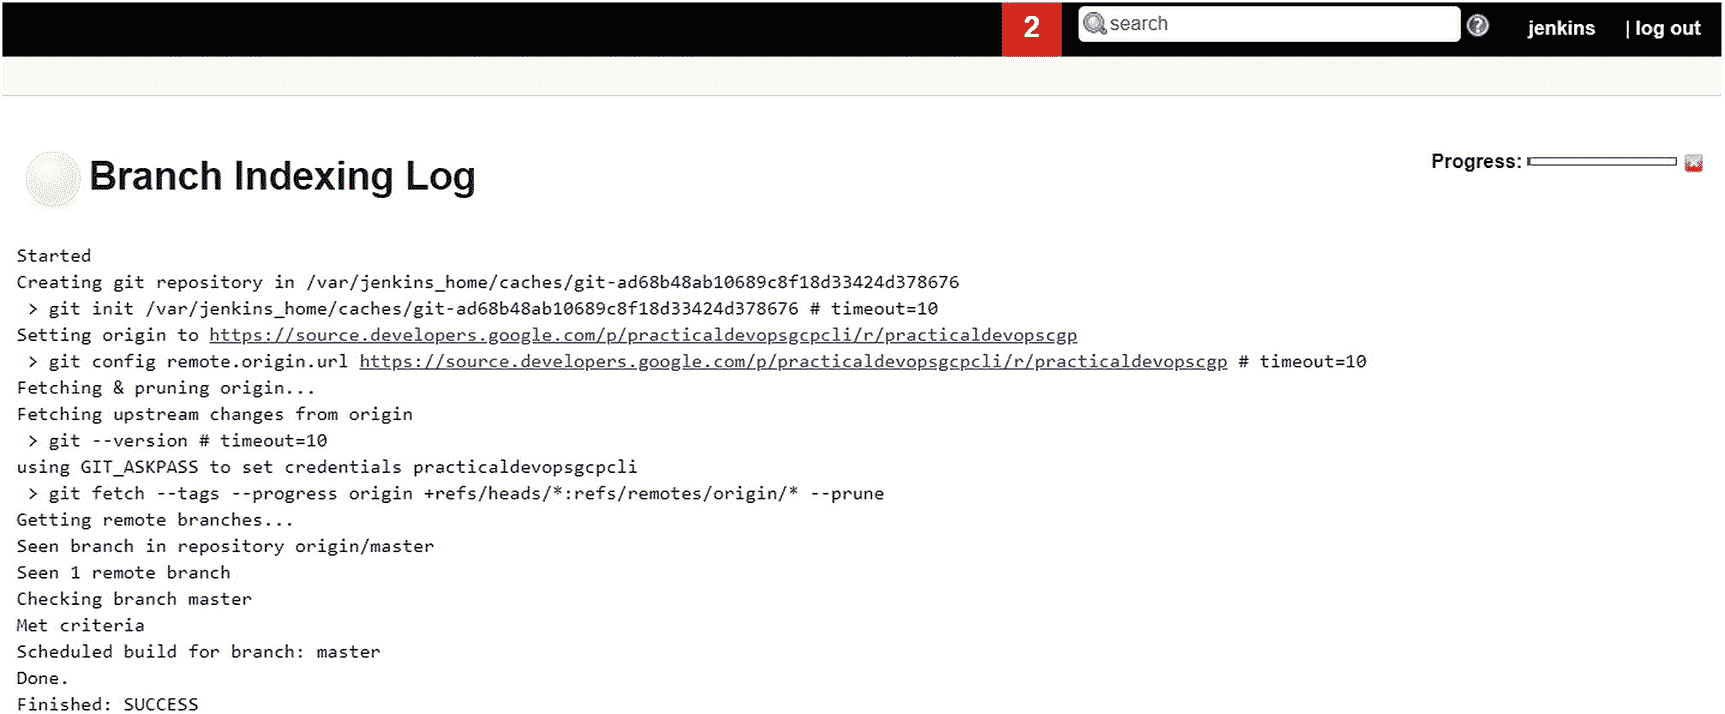 2 search ? jenkins | log out
Branch Indexing Log
Progress:
Started
Creating git repository in /var/jenkins_home/caches/git-ad68b48ab10689c8f18d33424d378676
> git init /var/jenkins_home/caches/git-ad68b48ab10689c8f18d33424d378676 # timeout=10
Setting origin to https://source.developers.google.com/p/practicaldevopsgcpcli/r/practicaldevopscgp
> git config remote.origin.url https://source.developers.google.com/p/practicaldevopsgcpcli/r/practicaldevopscgp # timeout=10
Fetching & pruning origin...
Fetching upstream changes from origin
> git --version # timeout=10
using GIT_ASKPASS to set credentials practicaldevopsgcpcli
> git fetch --tags --progress origin +refs/heads/*:refs/remotes/origin/* --prune
Getting remote branches...
Seen branch in repository origin/master
Seen 1 remote branch
Checking branch master
Met criteria
Scheduled build for branch: master
Done.
Finished: SUCCESS